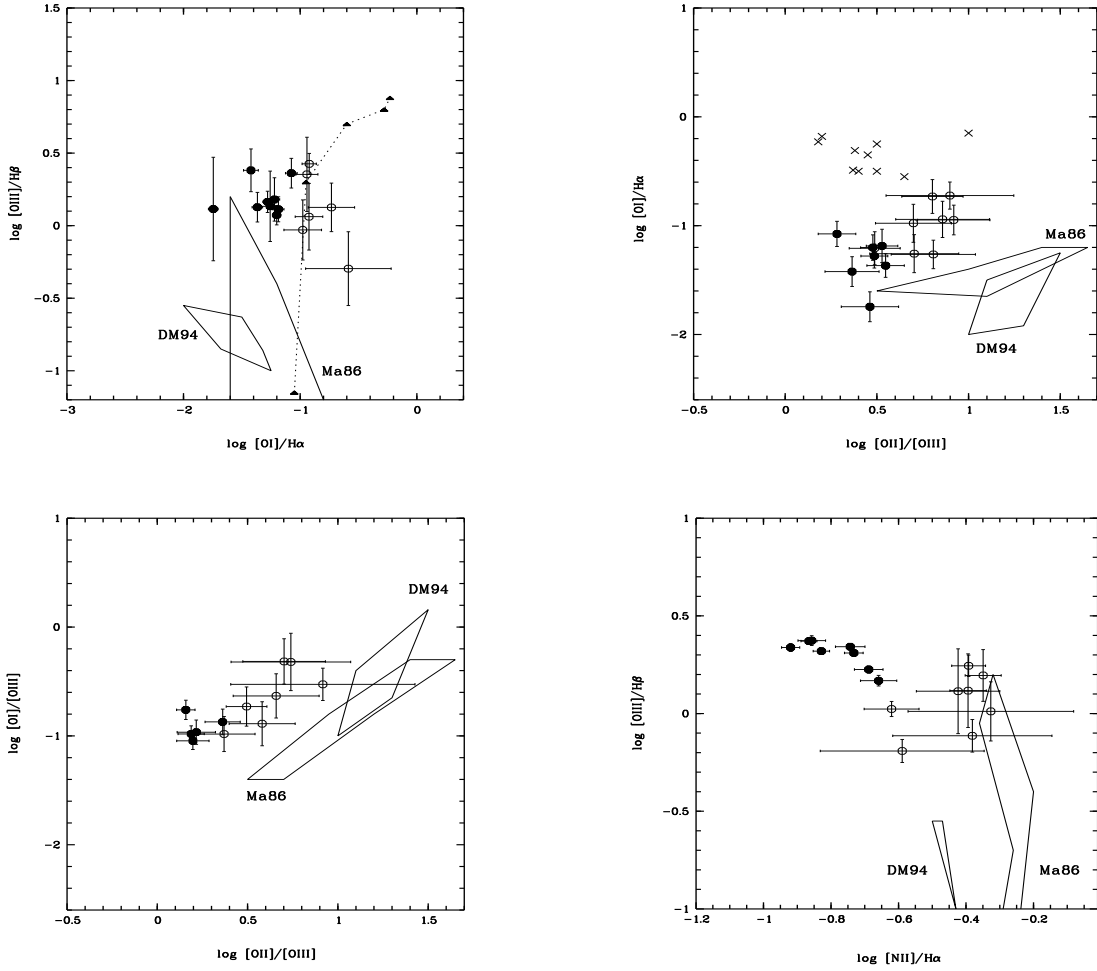 1.5
1
0.5
0
−0.5
−1
log [OIII]/Hβ
DM94
Ma86
−3
−2
−1
0
log [OI]/Hα
1
0
−1
−2
log [OI]/Hα
Ma86
DM94
−0.5
0
0.5
1
1.5
log [OII]/[OIII]
1
0
−1
−2
log [OI]/[OIII]
DM94
Ma86
−0.5
0
0.5
1
1.5
log [OII]/[OIII]
1
0.5
0
−0.5
−1
log [OIII]/Hβ
DM94
Ma86
−1.2
−1
−0.8
−0.6
−0.4
−0.2
log [NII]/Hα